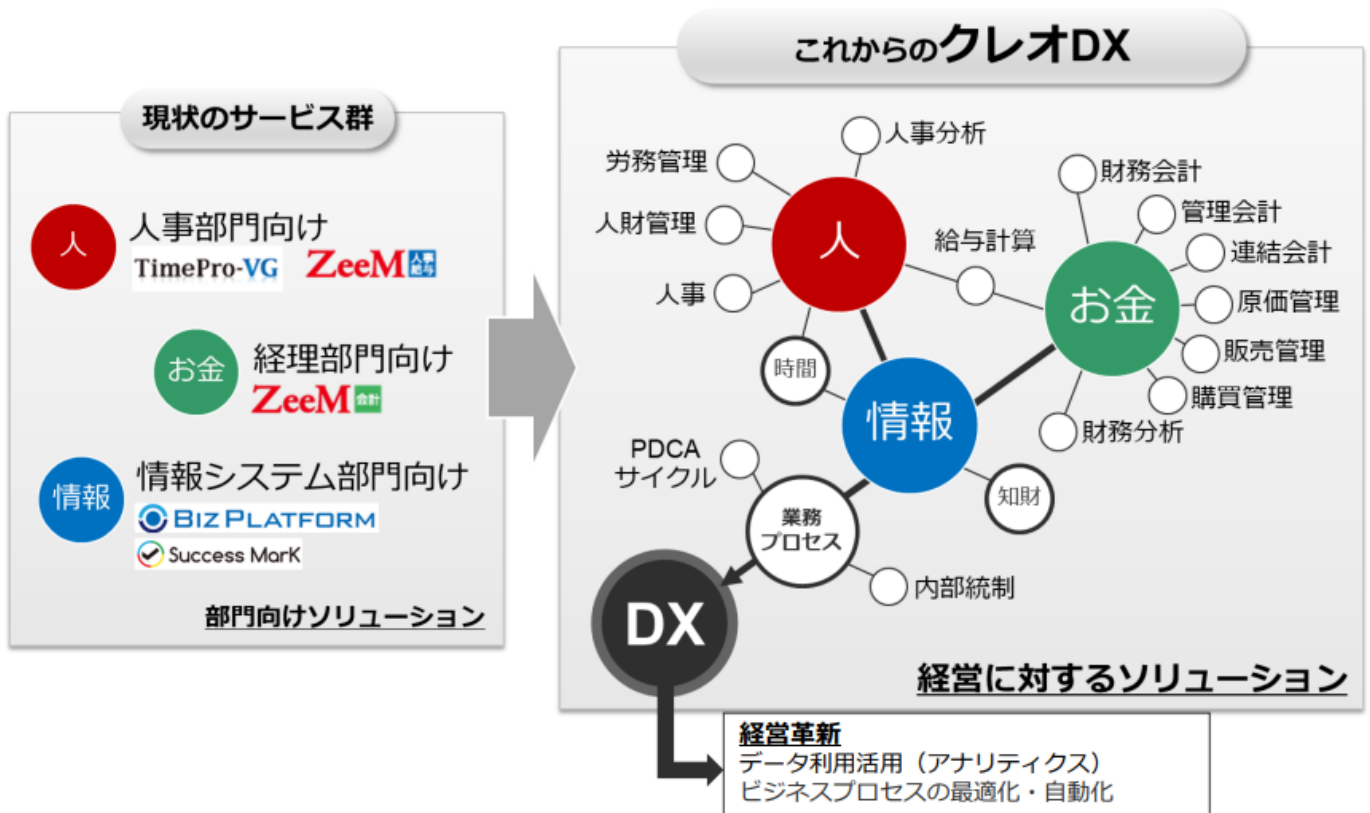 現状のサービス群
人
人事部門向け
TimePro-VG
ZeeM 人事給与
お金
経理部門向け
ZeeM 会計
情報
情報システム部門向け
BIZ PLATFORM
Success MarK
部門向けソリューション
これからのクレオDX
人事分析
労務管理
人財管理
人事
人
給与計算
財務会計
管理会計
連結会計
原価管理
販売管理
購買管理
財務分析
お金
時間
情報
知財
PDCA
サイクル
業務
プロセス
内部統制
DX
経営に対するソリューション
経営革新
データ利用活用（アナリティクス）
ビジネスプロセスの最適化・自動化